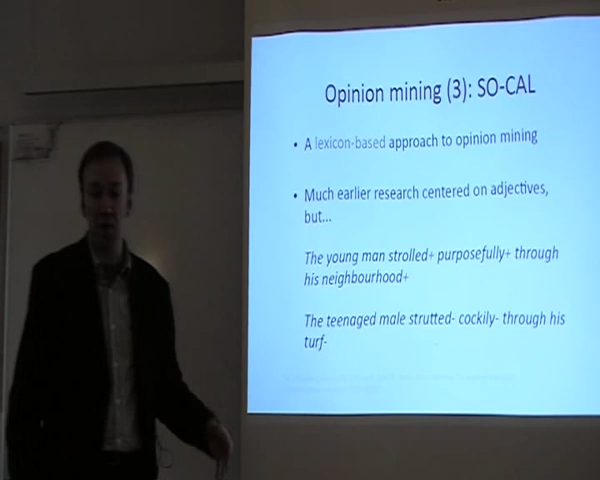 Opinion mining (3): SO-CAL
• A lexicon-based approach to opinion mining
• Much earlier research centered on adjectives,
but...
The young man strolled+ purposefully+ through
his neighbourhood+
The teenaged male strutted- cockily- through his
turf-